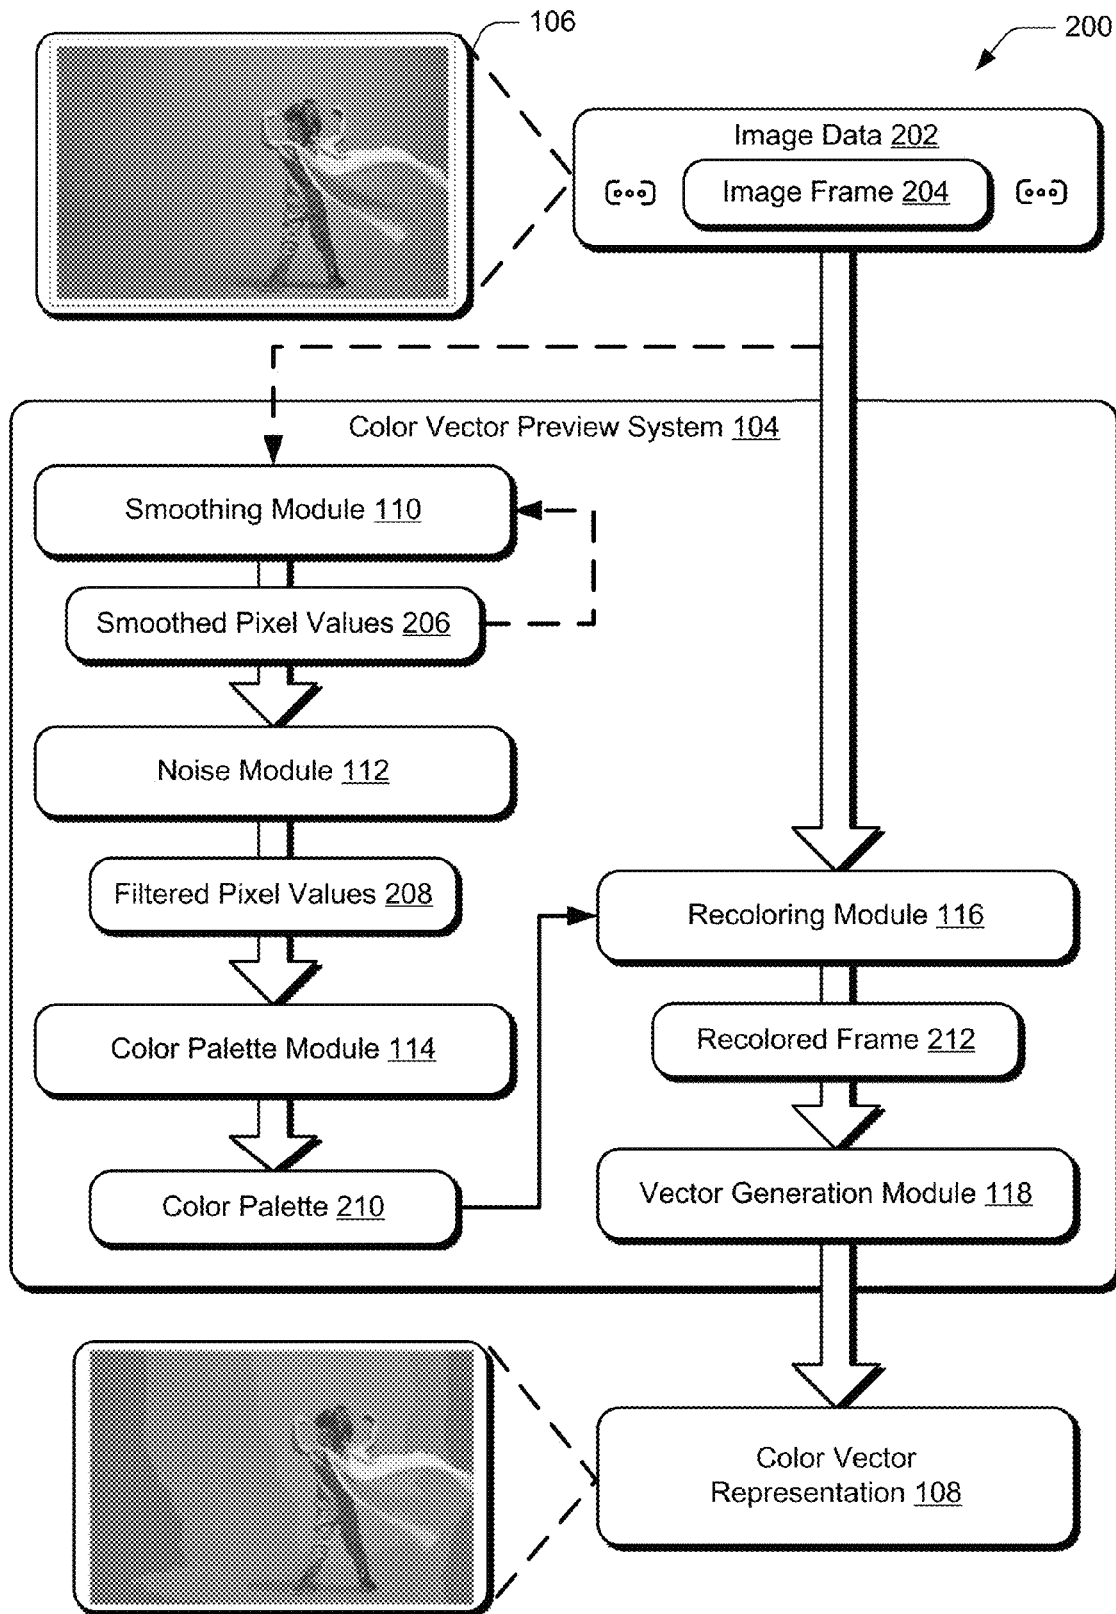 106
200
Image Data 202
Image Frame 204
Color Vector Preview System 104
Smoothing Module 110
Smoothed Pixel Values 206
Noise Module 112
Filtered Pixel Values 208
Recoloring Module 116
Color Palette Module 114
Recolored Frame 212
Color Palette 210
Vector Generation Module 118
Color Vector
Representation 108